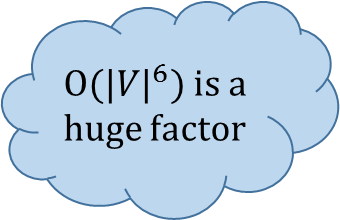 O(|V|⁶) is a
huge factor